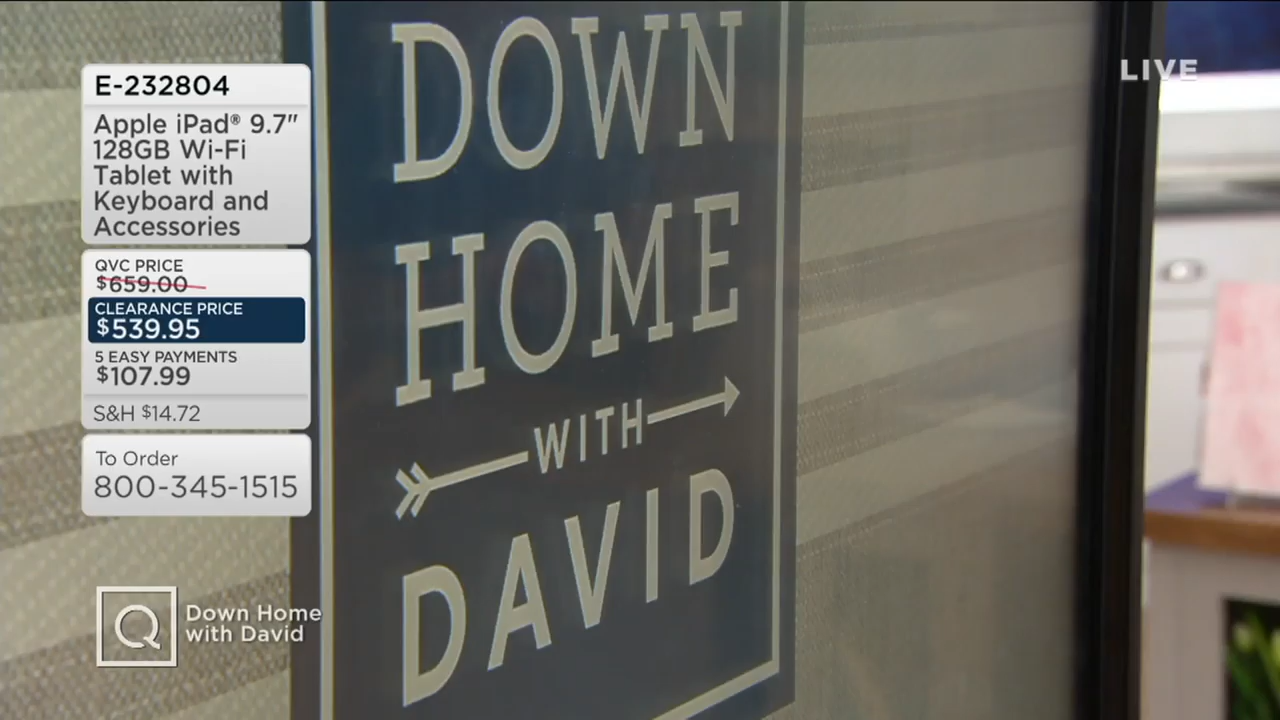 E-232804
Apple iPad® 9.7"
128GB Wi-Fi
Tablet with
Keyboard and
Accessories
QVC PRICE
$659.00
CLEARANCE PRICE
$539.95
5 EASY PAYMENTS
$107.99
S&H $14.72
To Order
800-345-1515
Q
Down Home
with David
DOWN
HOME
WITH
DAVID
LIVE